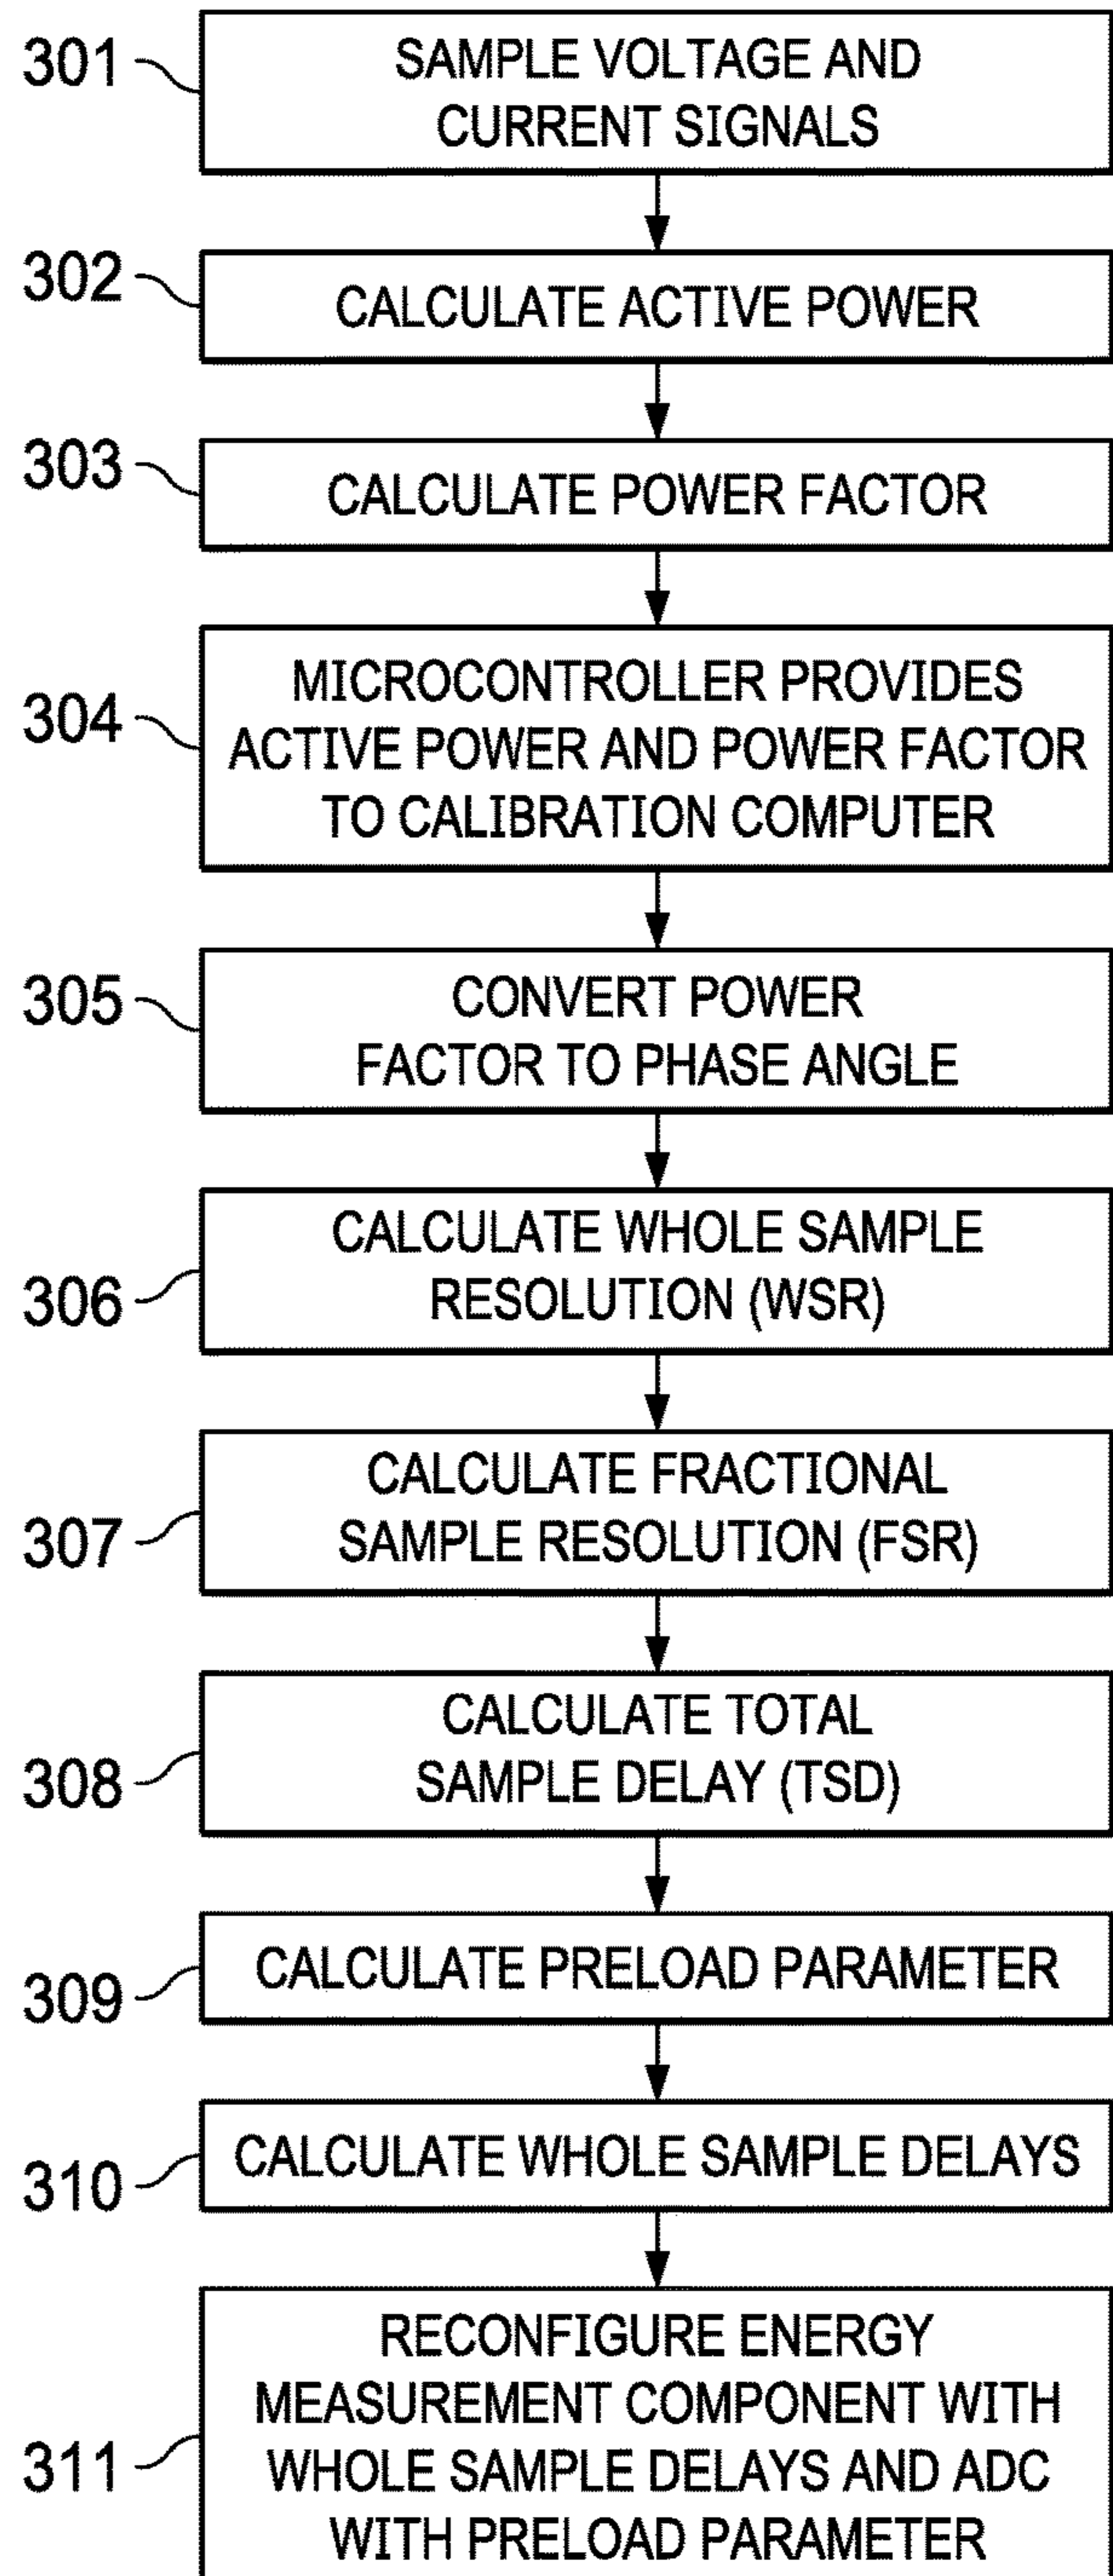 301
SAMPLE VOLTAGE AND
CURRENT SIGNALS
302
CALCULATE ACTIVE POWER
303
CALCULATE POWER FACTOR
304
MICROCONTROLLER PROVIDES
ACTIVE POWER AND POWER FACTOR
TO CALIBRATION COMPUTER
305
CONVERT POWER
FACTOR TO PHASE ANGLE
306
CALCULATE WHOLE SAMPLE
RESOLUTION (WSR)
307
CALCULATE FRACTIONAL
SAMPLE RESOLUTION (FSR)
308
CALCULATE TOTAL
SAMPLE DELAY (TSD)
309
CALCULATE PRELOAD PARAMETER
310
CALCULATE WHOLE SAMPLE DELAYS
311
RECONFIGURE ENERGY
MEASUREMENT COMPONENT WITH
WHOLE SAMPLE DELAYS AND ADC
WITH PRELOAD PARAMETER